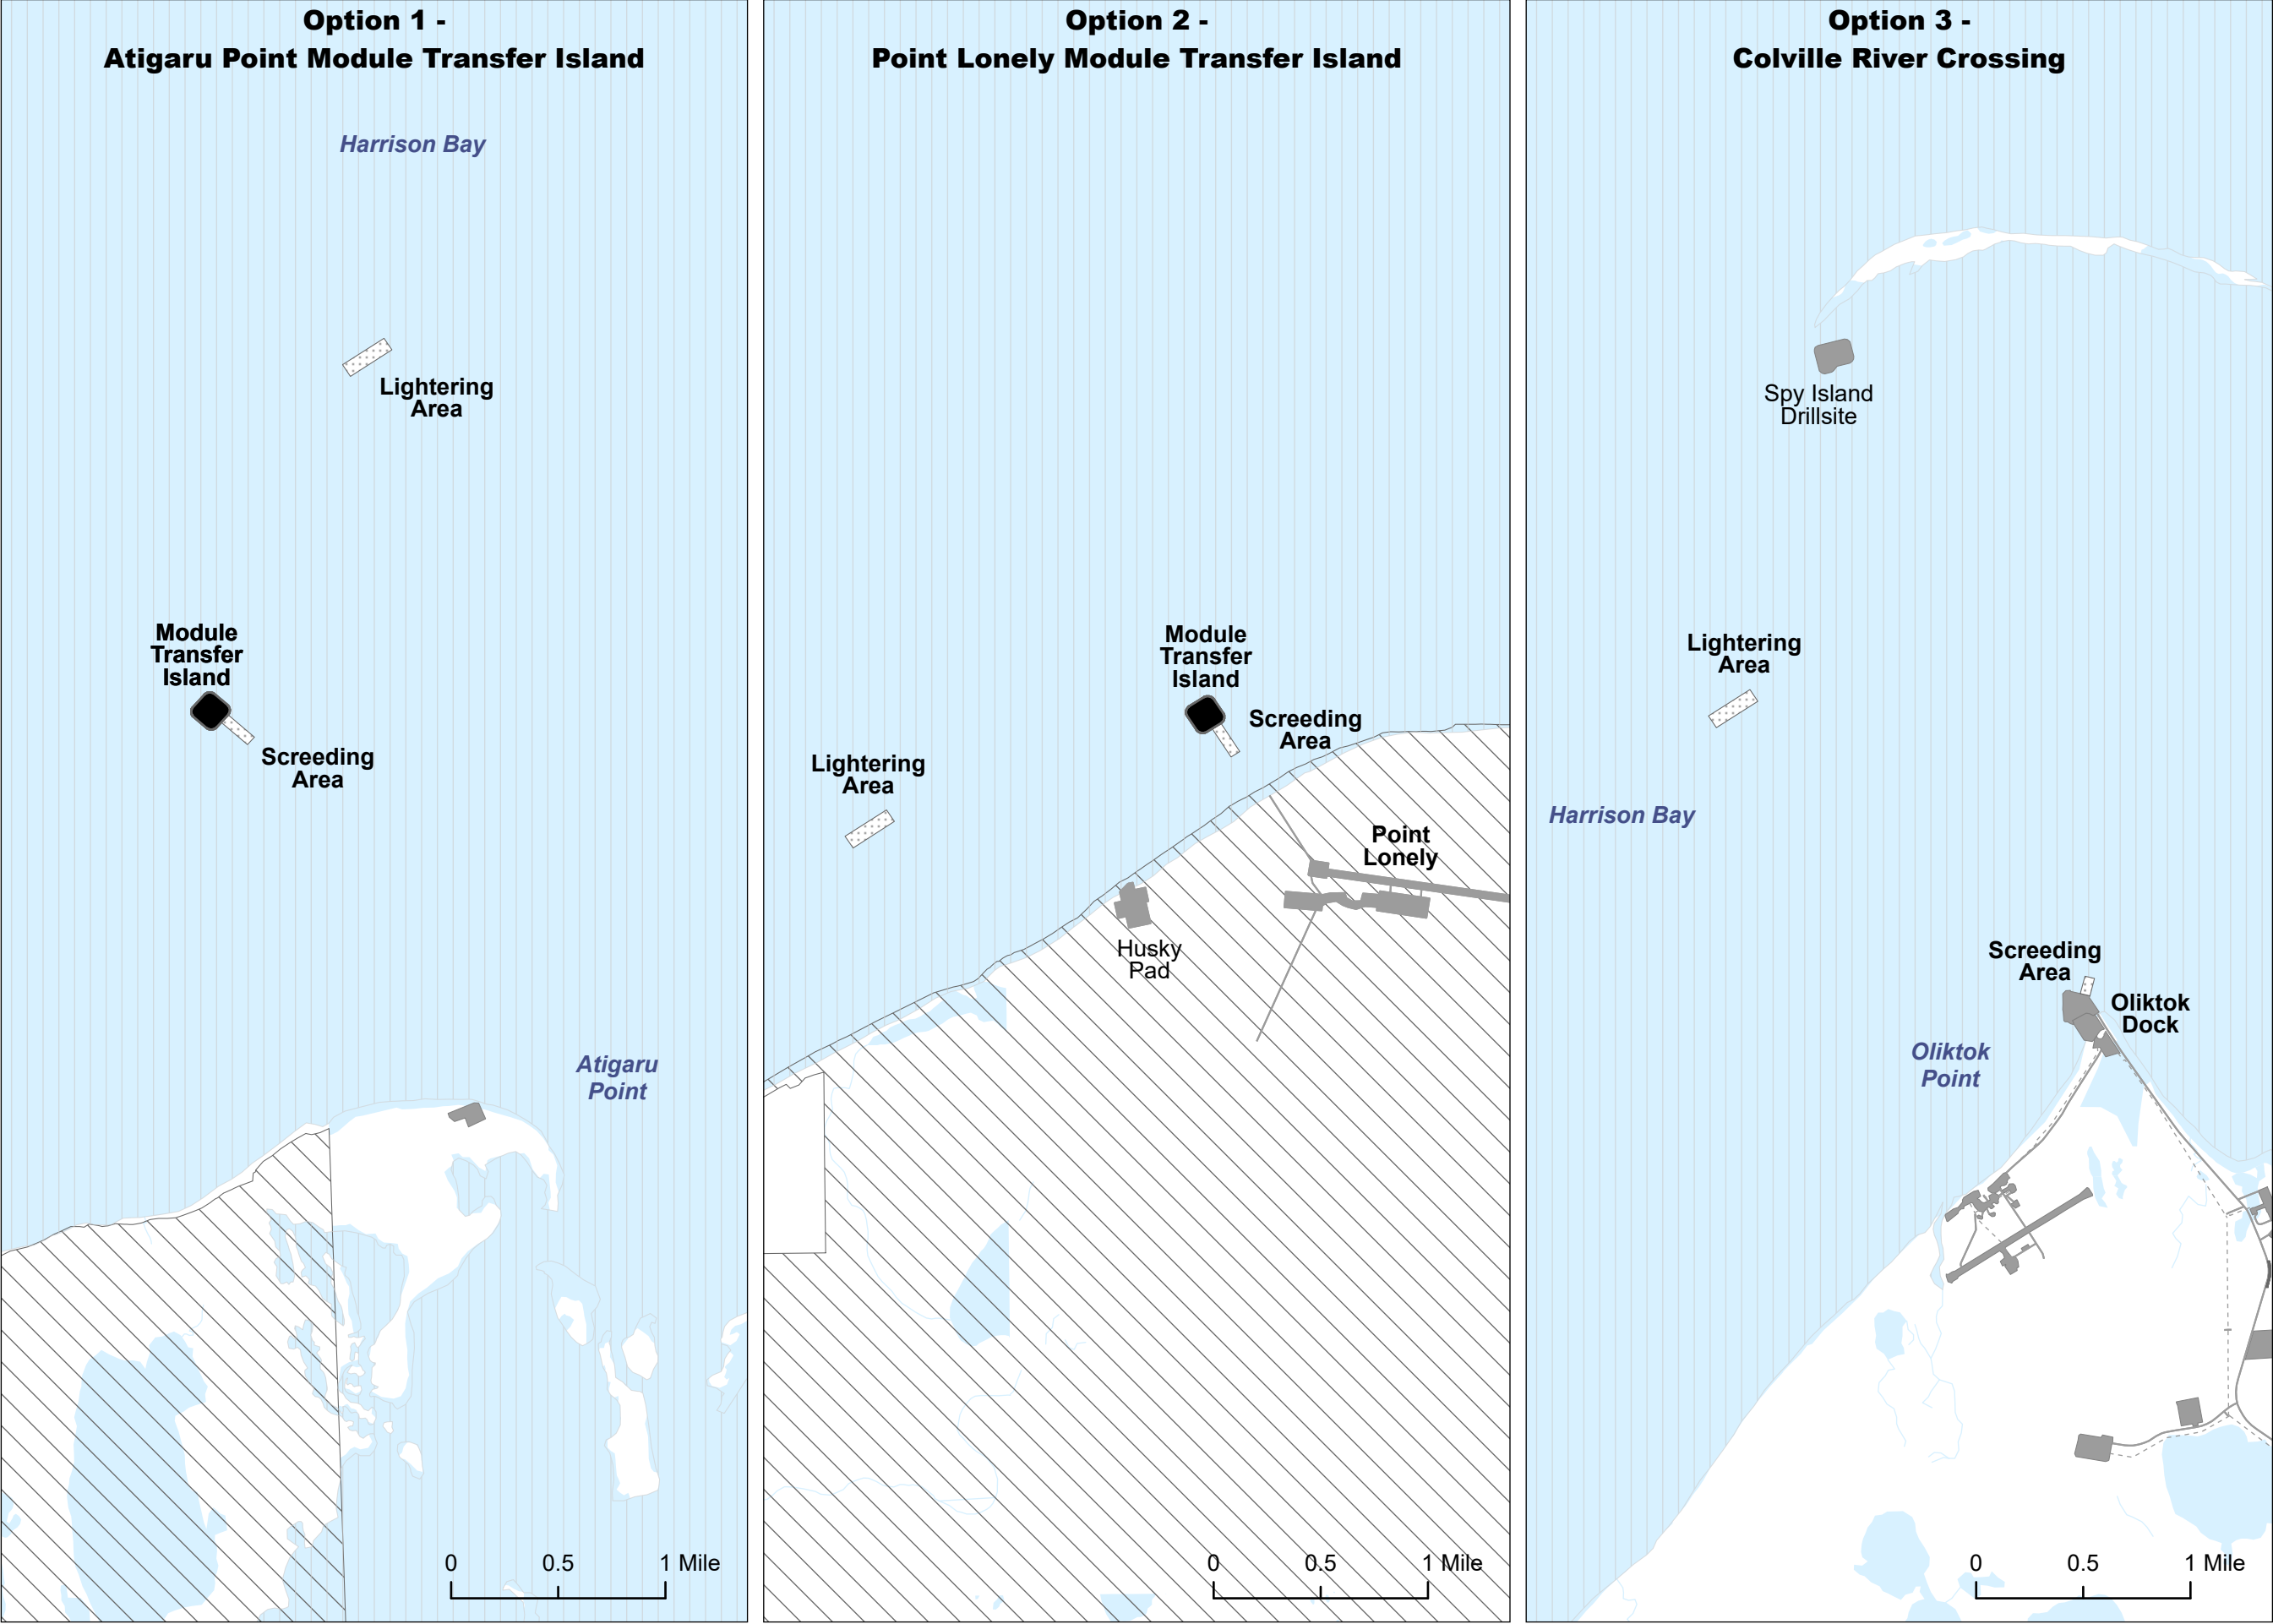 Option 1 -
Atigaru Point Module Transfer Island
Harrison Bay
Lightering
Area
Module
Transfer
Island
Screeding
Area
Atigaru
Point
0 0.5 1 Mile
Option 2 -
Point Lonely Module Transfer Island
Module
Transfer
Island
Screeding
Area
Lightering
Area
Point
Lonely
Husky
Pad
0 0.5 1 Mile
Option 3 -
Colville River Crossing
Spy Island
Drillsite
Lightering
Area
Harrison Bay
Screeding
Area
Oliktok
Dock
Oliktok
Point
0 0.5 1 Mile